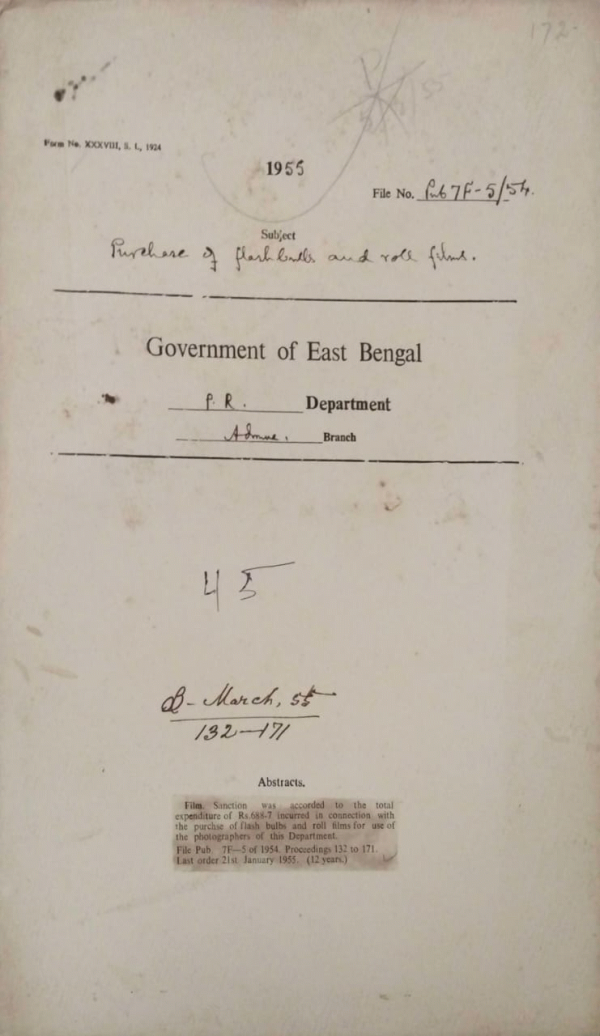 172-
Form No. XXXVIII, S. I., 1924
1955
File No. Pub 7F-5/54.
Subject
Purchase of flash bulbs and roll films.
Government of East Bengal
P. R. Department
Branch
45
B- March, 55
132-171
Abstracts.
Film. Sanction was accorded to the total
expenditure of Rs.688-7 incurred in connection with
the purchse of flash bulbs and roll films for use of
the photographers of this Department.
File Pub. 7F—5 of 1954. Proceedings 132 to 171.
Last order 21st January 1955. (12 years.)